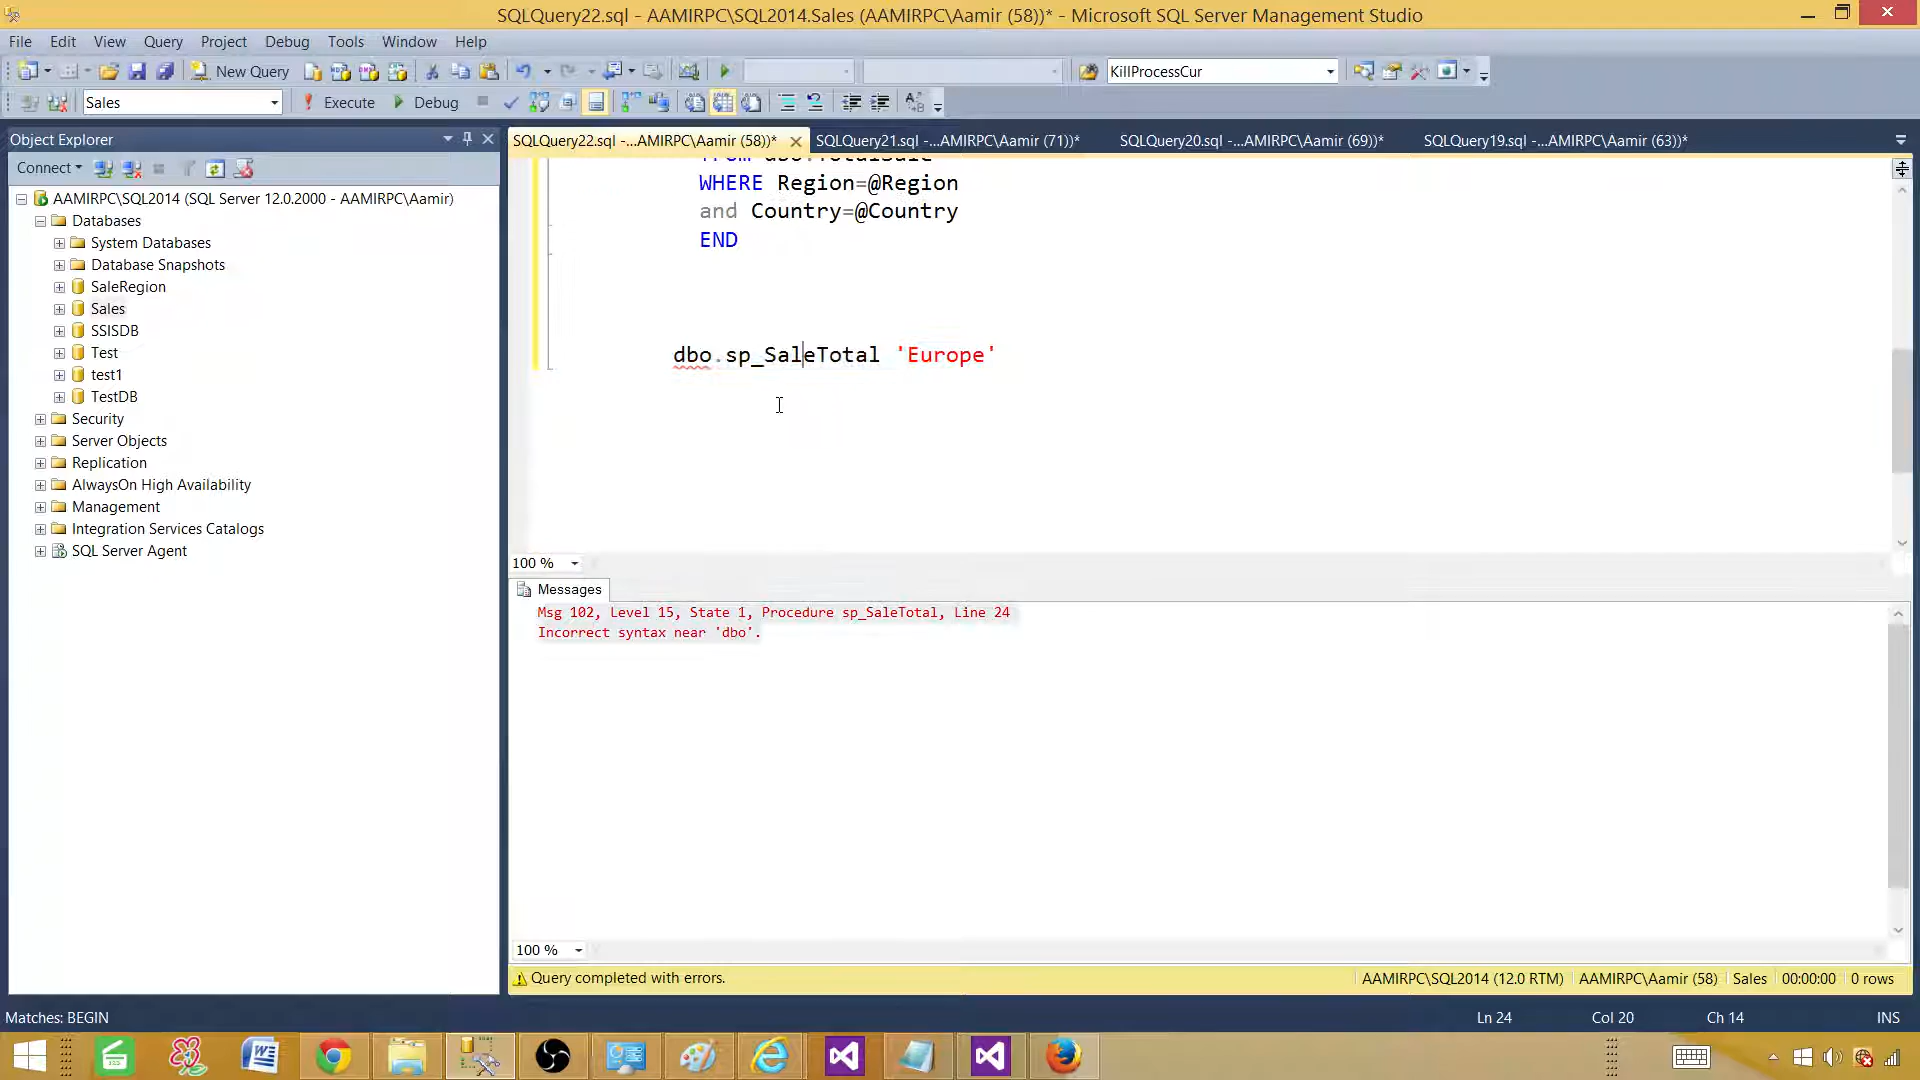 SQLQuery22.sql - AAMIRPC\SQL2014.Sales (AAMIRPC\Aamir (58))* - Microsoft SQL Server Management Studio
File Edit View Query Project Debug Tools Window Help
New Query KillProcessCur
Sales Execute Debug
Object Explorer
SQLQuery22.sql -...AMIRPC\Aamir (58))* SQLQuery21.sql -...AMIRPC\Aamir (71))* SQLQuery20.sql -...AMIRPC\Aamir (69))* SQLQuery19.sql -...AMIRPC\Aamir (63))*
Connect
AAMIRPC\SQL2014 (SQL Server 12.0.2000 - AAMIRPC\Aamir)
Databases
System Databases
Database Snapshots
SaleRegion
Sales
SSISDB
Test
test1
TestDB
Security
Server Objects
Replication
AlwaysOn High Availability
Management
Integration Services Catalogs
SQL Server Agent
WHERE Region=@Region
and Country=@Country
END
dbo.sp_SaleTotal 'Europe'
100 %
Messages
Msg 102, Level 15, State 1, Procedure sp_SaleTotal, Line 24
Incorrect syntax near 'dbo'.
100 %
Query completed with errors. AAMIRPC\SQL2014 (12.0 RTM) AAMIRPC\Aamir (58) Sales 00:00:00 0 rows
Matches: BEGIN Ln 24 Col 20 Ch 14 INS